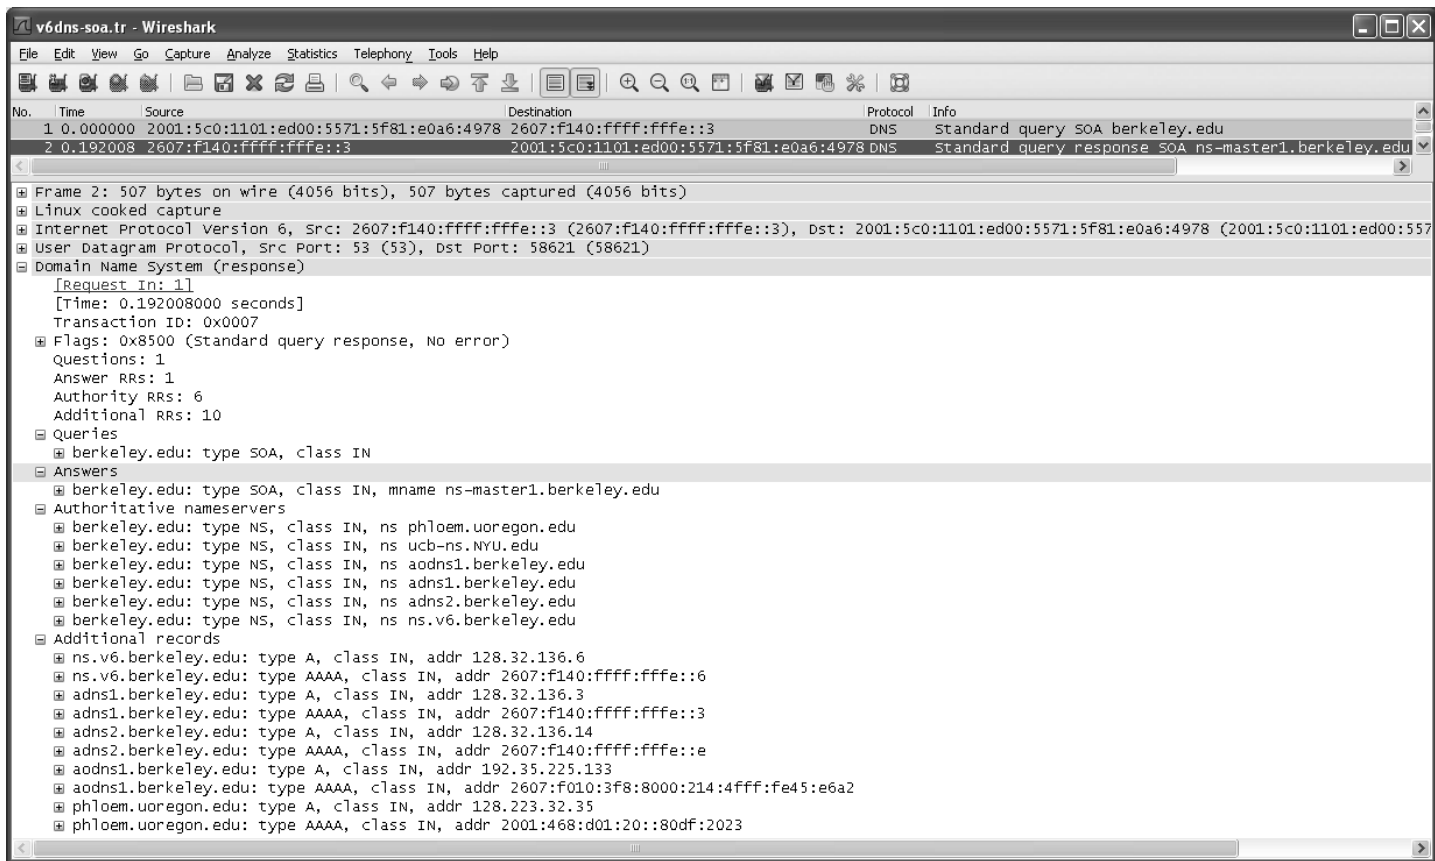 v6dns-soa.tr - Wireshark
File Edit View Go Capture Analyze Statistics Telephony Tools Help
No. Time Source Destination Protocol Info
1 0.000000 2001:5c0:1101:ed00:5571:5f81:e0a6:4978 2607:f140:ffff:fffe::3 DNS Standard query SOA berkeley.edu
2 0.192008 2607:f140:ffff:fffe::3 2001:5c0:1101:ed00:5571:5f81:e0a6:4978 DNS Standard query response SOA ns-master1.berkeley.edu
Frame 2: 507 bytes on wire (4056 bits), 507 bytes captured (4056 bits)
Linux cooked capture
Internet Protocol Version 6, Src: 2607:f140:ffff:fffe::3 (2607:f140:ffff:fffe::3), Dst: 2001:5c0:1101:ed00:5571:5f81:e0a6:4978 (2001:5c0:1101:ed00:557
User Datagram Protocol, Src Port: 53 (53), Dst Port: 58621 (58621)
Domain Name System (response)
[Request In: 1]
[Time: 0.192008000 seconds]
Transaction ID: 0x0007
Flags: 0x8500 (Standard query response, No error)
Questions: 1
Answer RRs: 1
Authority RRs: 6
Additional RRs: 10
Queries
berkeley.edu: type SOA, class IN
Answers
berkeley.edu: type SOA, class IN, mname ns-master1.berkeley.edu
Authoritative nameservers
berkeley.edu: type NS, class IN, ns phloem.uoregon.edu
berkeley.edu: type NS, class IN, ns ucb-ns.NYU.edu
berkeley.edu: type NS, class IN, ns aodns1.berkeley.edu
berkeley.edu: type NS, class IN, ns adns1.berkeley.edu
berkeley.edu: type NS, class IN, ns adns2.berkeley.edu
berkeley.edu: type NS, class IN, ns ns.v6.berkeley.edu
Additional records
ns.v6.berkeley.edu: type A, class IN, addr 128.32.136.6
ns.v6.berkeley.edu: type AAAA, class IN, addr 2607:f140:ffff:fffe::6
adns1.berkeley.edu: type A, class IN, addr 128.32.136.3
adns1.berkeley.edu: type AAAA, class IN, addr 2607:f140:ffff:fffe::3
adns2.berkeley.edu: type A, class IN, addr 128.32.136.14
adns2.berkeley.edu: type AAAA, class IN, addr 2607:f140:ffff:fffe::e
aodns1.berkeley.edu: type A, class IN, addr 192.35.225.133
aodns1.berkeley.edu: type AAAA, class IN, addr 2607:f010:3f8:8000:214:4fff:fe45:e6a2
phloem.uoregon.edu: type A, class IN, addr 128.223.32.35
phloem.uoregon.edu: type AAAA, class IN, addr 2001:468:d01:20::80df:2023